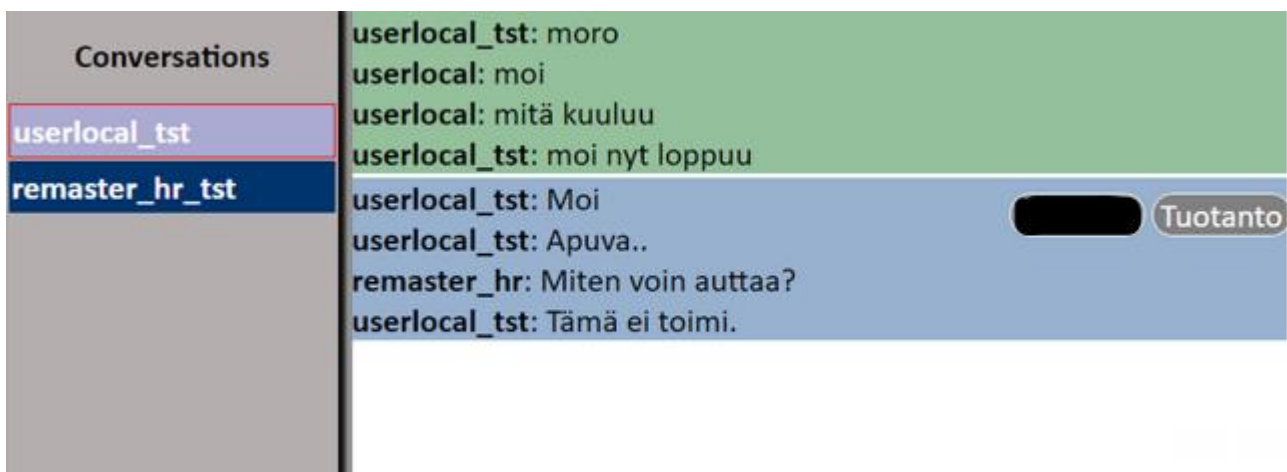 Conversations
userlocal_tst
remaster_hr_tst
userlocal_tst: moro
userlocal: moi
userlocal: mitä kuuluu
userlocal_tst: moi nyt loppuu
userlocal_tst: Moi
Tuotanto
userlocal_tst: Apuva..
remaster_hr: Miten voin auttaa?
userlocal_tst: Tämä ei toimi.